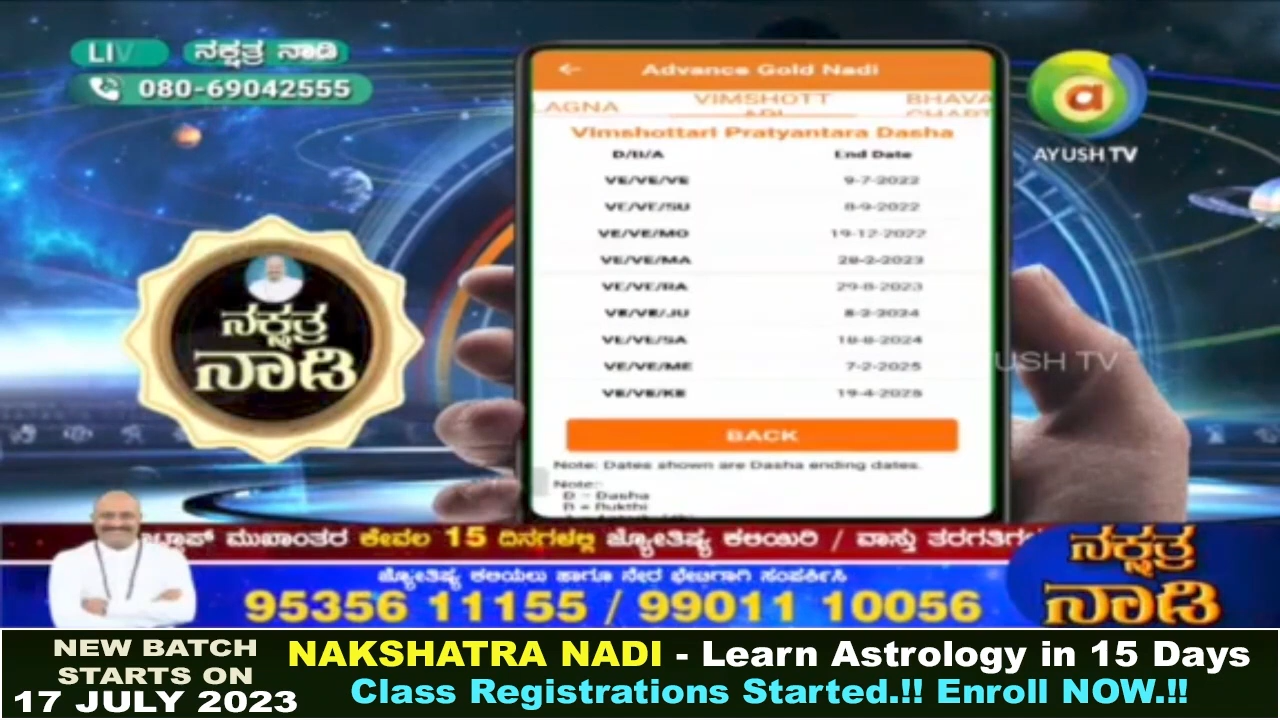 LIV ನಕ್ಷತ್ರ ನಾಡಿ
080-69042555
a
AYUSH TV
Advance Gold Nadi
LAGNA VIMSHOTT BHAVA
Vimshottari Pratyantara Dasha
D/B/A End Date
VE/VE/VE 9-7-2022
VE/VE/SU 8-9-2022
VE/VE/MO 19-12-2022
VE/VE/MA 28-2-2023
VE/VE/RA 29-8-2023
VE/VE/JU 8-2-2024
VE/VE/SA 18-8-2024
VE/VE/ME 7-2-2025
VE/VE/KE 19-4-2025
BACK
Note: Dates shown are Dasha ending dates.
Note:-
D = Dasha
B = Bukthi
ನಕ್ಷತ್ರ
ನಾಡಿ
USH TV
ಮುಖಾಂತರ ಕೇವಲ 15 ದಿನಗಳಲ್ಲಿ ಜ್ಯೋತಿಷ್ಯ ಕಲಿಯಿರಿ / ವಾಸ್ತು
ಜ್ಯೋತಿಷ್ಯ ಕಲಿಯಲು ಹಾಗೂ ನೇರ ಭೇಟಿಗಾಗಿ ಸಂಪರ್ಕಿಸಿ
95356 11155 / 99011 10056
ನಕ್ಷತ್ರ
ನಾಡಿ
NEW BATCH
STARTS ON
17 JULY 2023
NAKSHATRA NADI - Learn Astrology in 15 Days
Class Registrations Started.!! Enroll NOW.!!